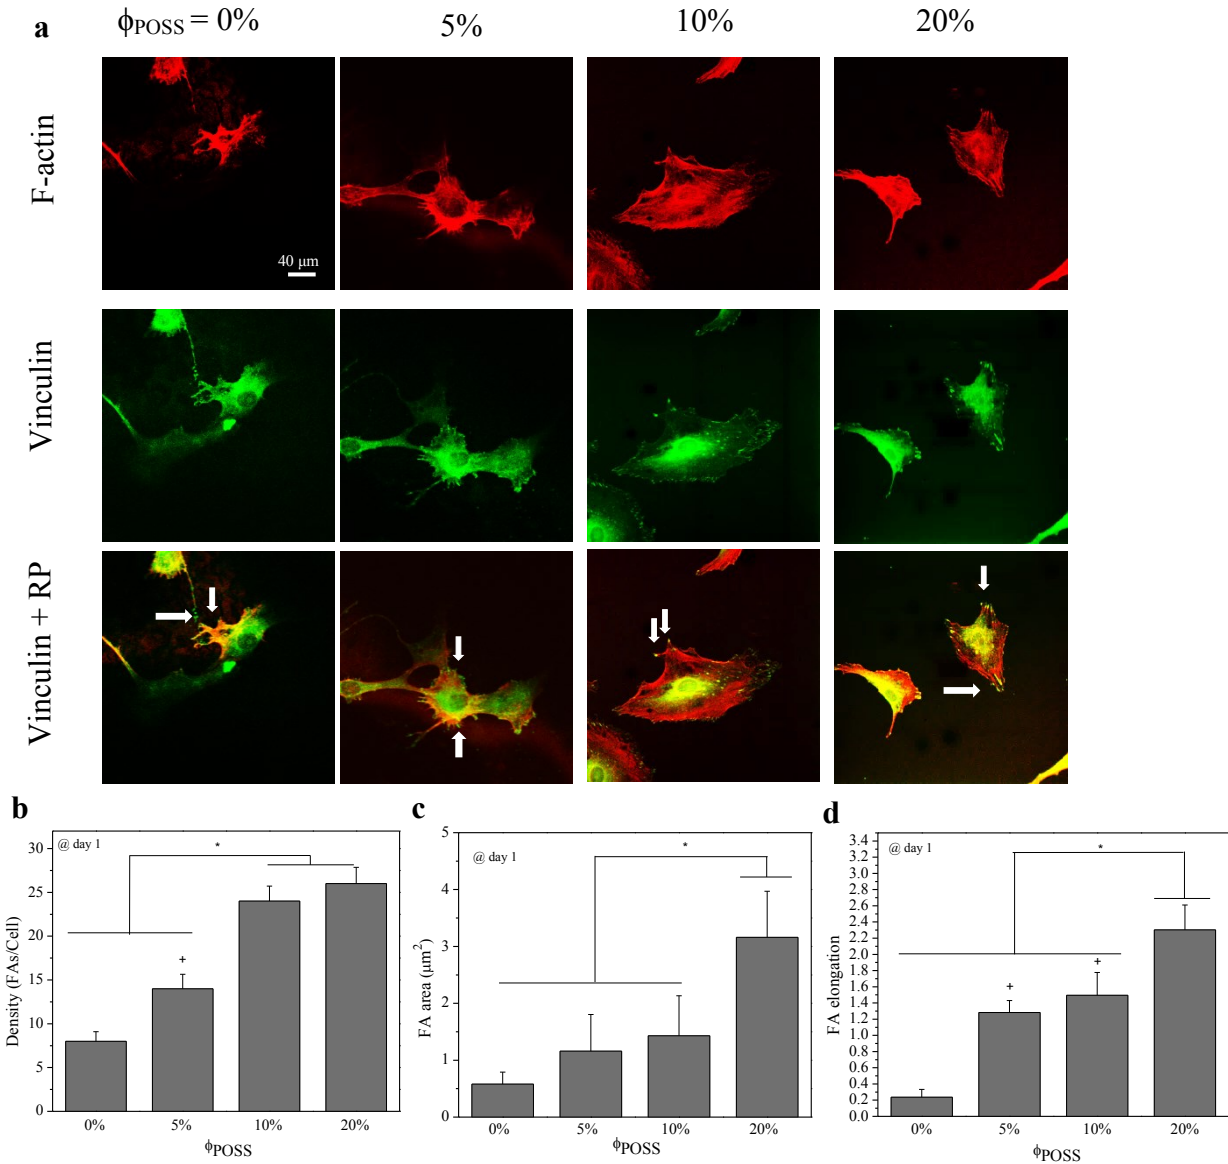 a
ϕPOSS = 0%
5%
10%
20%
F-actin
40 μm
Vinculin
Vinculin + RP
b
@ day 1
*
+
30
25
20
15
10
5
0
Density (FAs/Cell)
0%
5%
10%
20%
ϕPOSS
c
@ day 1
*
5
4
3
2
1
0
FA area (μm²)
0%
5%
10%
20%
ϕPOSS
d
@ day 1
*
+
+
3.4
3.2
3.0
2.8
2.6
2.4
2.2
2.0
1.8
1.6
1.4
1.2
1.0
0.8
0.6
0.4
0.2
0.0
FA elongation
0%
5%
10%
20%
ϕPOSS